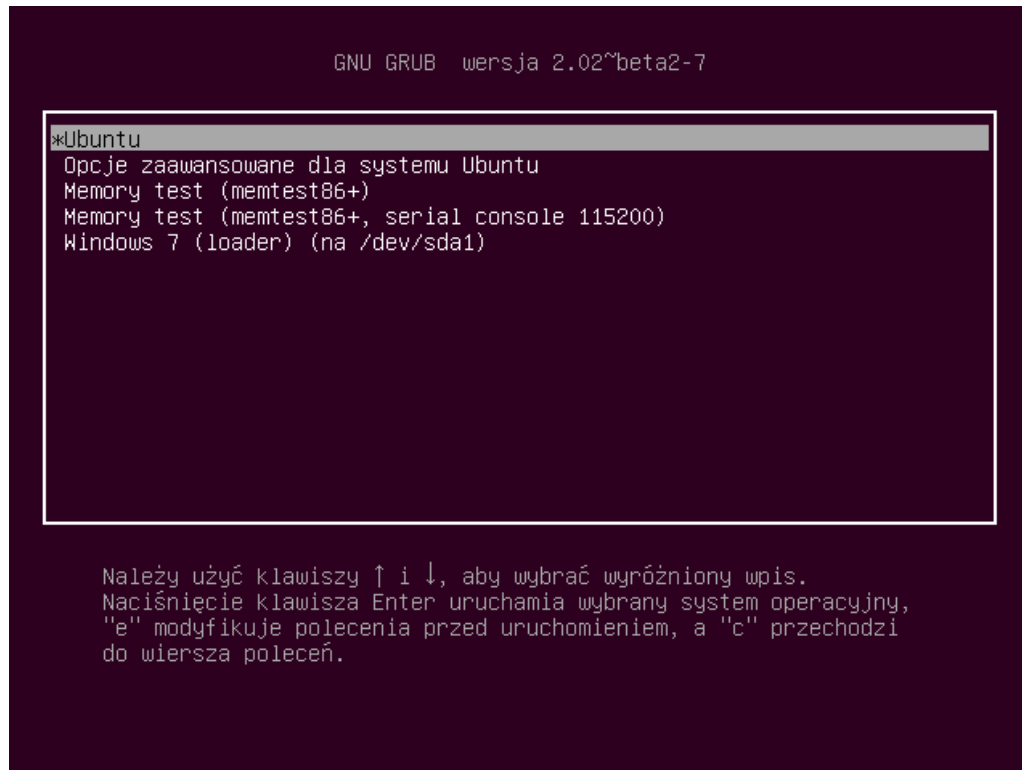 GNU GRUB  wersja 2.02~beta2-7
*Ubuntu
Opcje zaawansowane dla systemu Ubuntu
Memory test (memtest86+)
Memory test (memtest86+, serial console 115200)
Windows 7 (loader) (na /dev/sda1)
Należy użyć klawiszy ↑ i ↓, aby wybrać wyróżniony wpis.
Naciśnięcie klawisza Enter uruchamia wybrany system operacyjny,
"e" modyfikuje polecenia przed uruchomieniem, a "c" przechodzi
do wiersza poleceń.